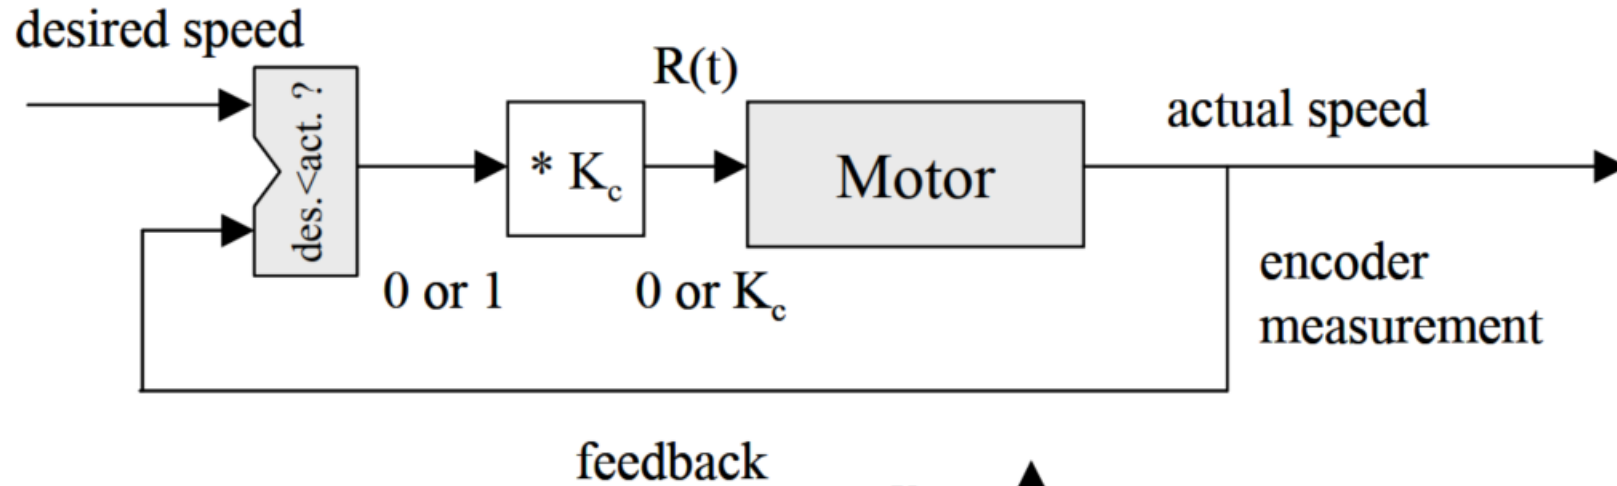 desired speed
R(t)
des.<act. ?
* Kc
Motor
actual speed
0 or 1
0 or Kc
encoder
measurement
feedback